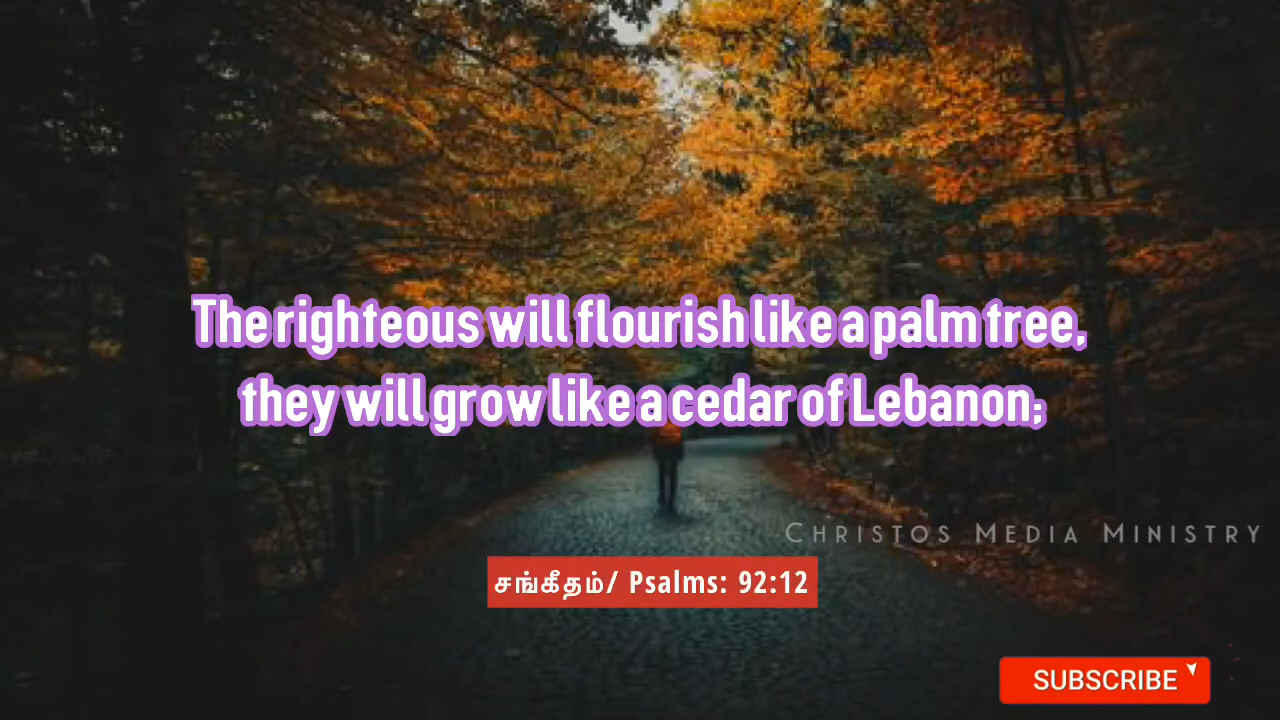 The righteous will flourish like a palm tree,
they will grow like a cedar of Lebanon;
CHRISTOS MEDIA MINISTRY
சங்கீதம்/ Psalms: 92:12
SUBSCRIBE